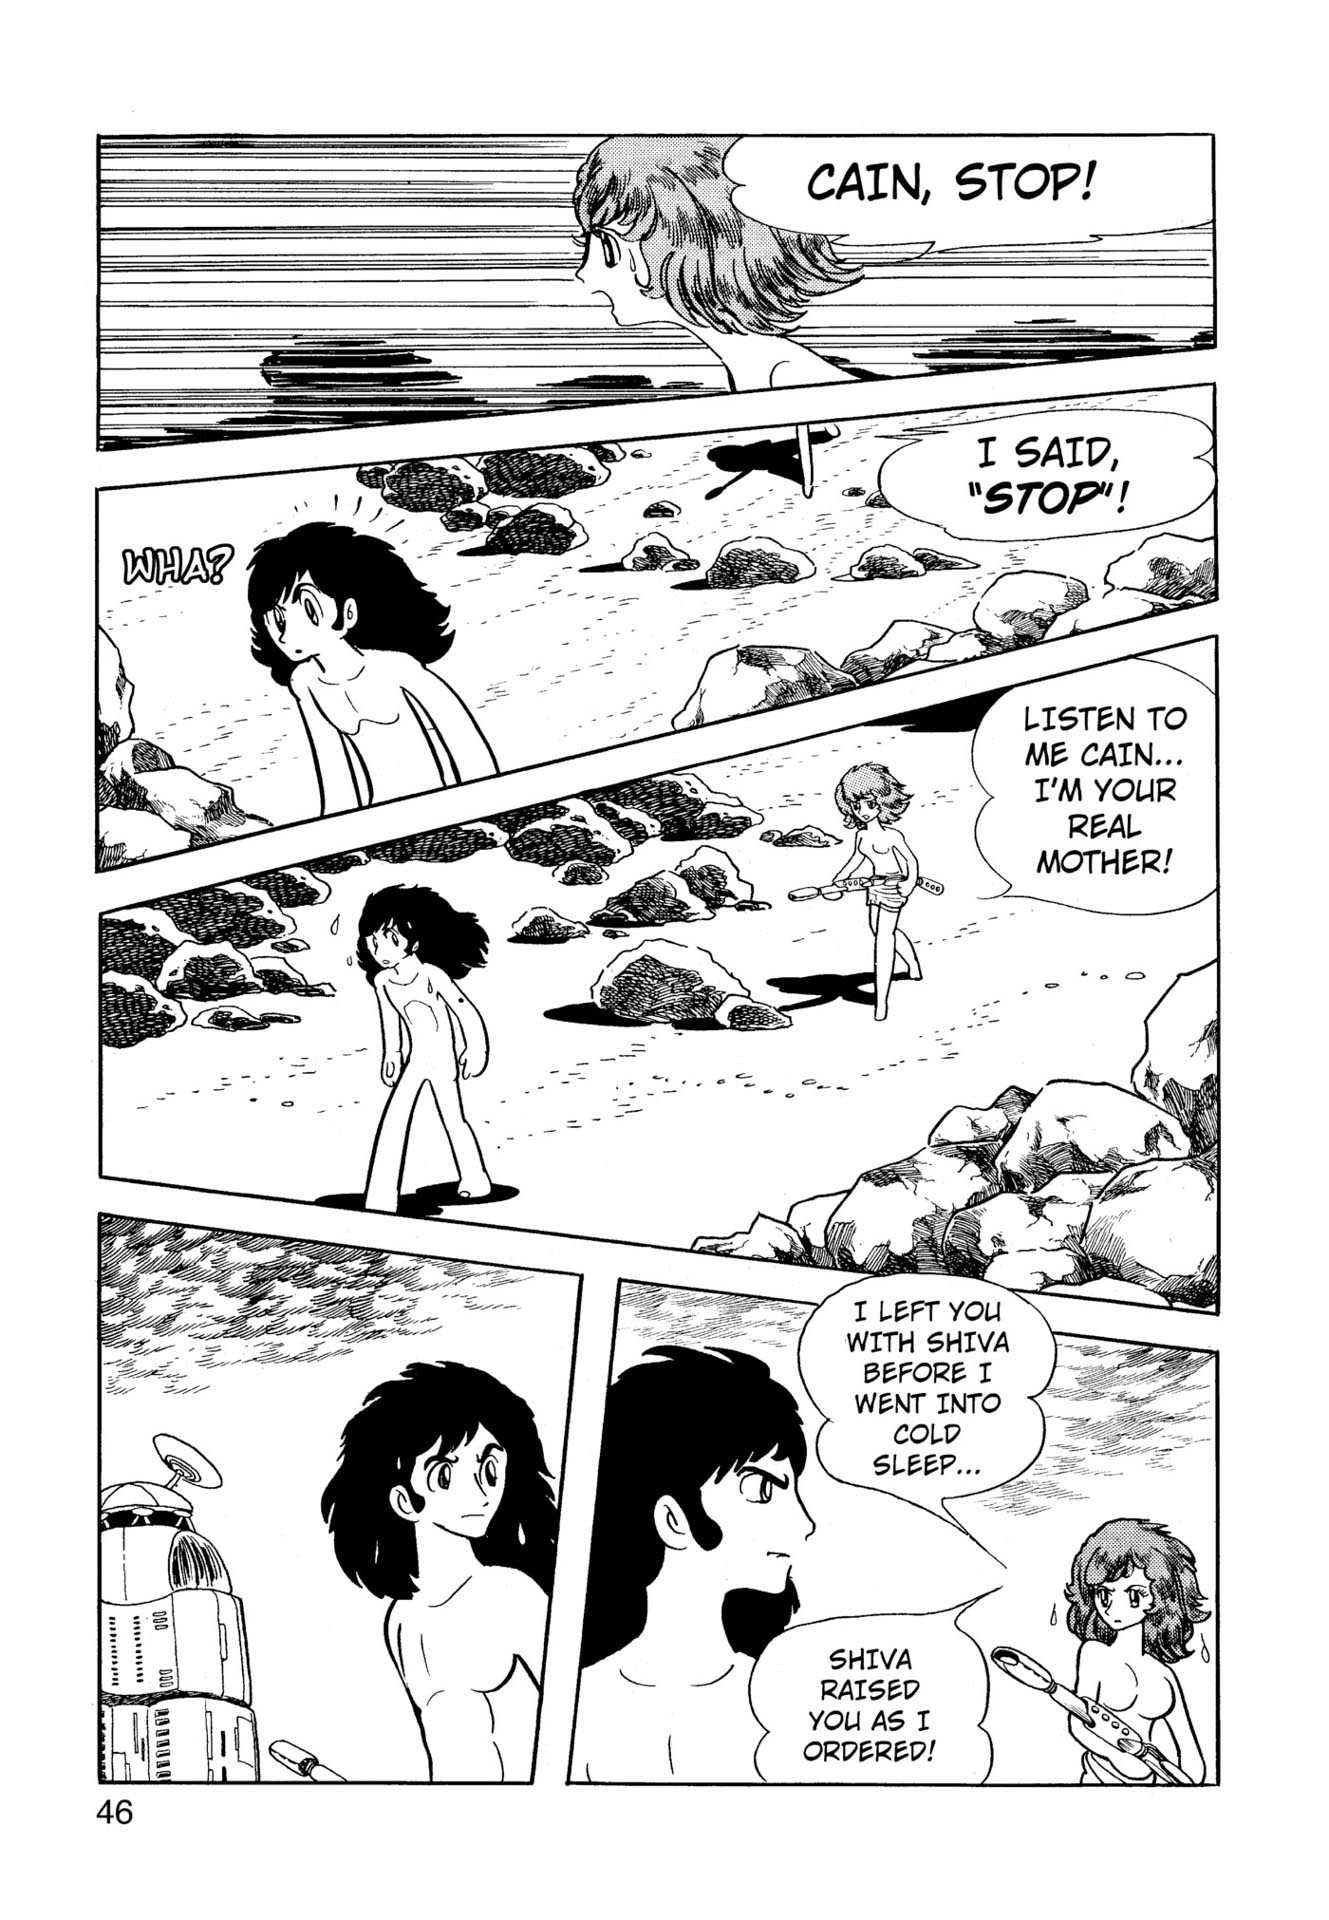 CAIN, STOP!
I SAID,
"STOP"!
WHA?
LISTEN TO
ME CAIN...
I'M YOUR
REAL
MOTHER!
I LEFT YOU
WITH SHIVA
BEFORE I
WENT INTO
COLD
SLEEP...
SHIVA
RAISED
YOU AS I
ORDERED!
46